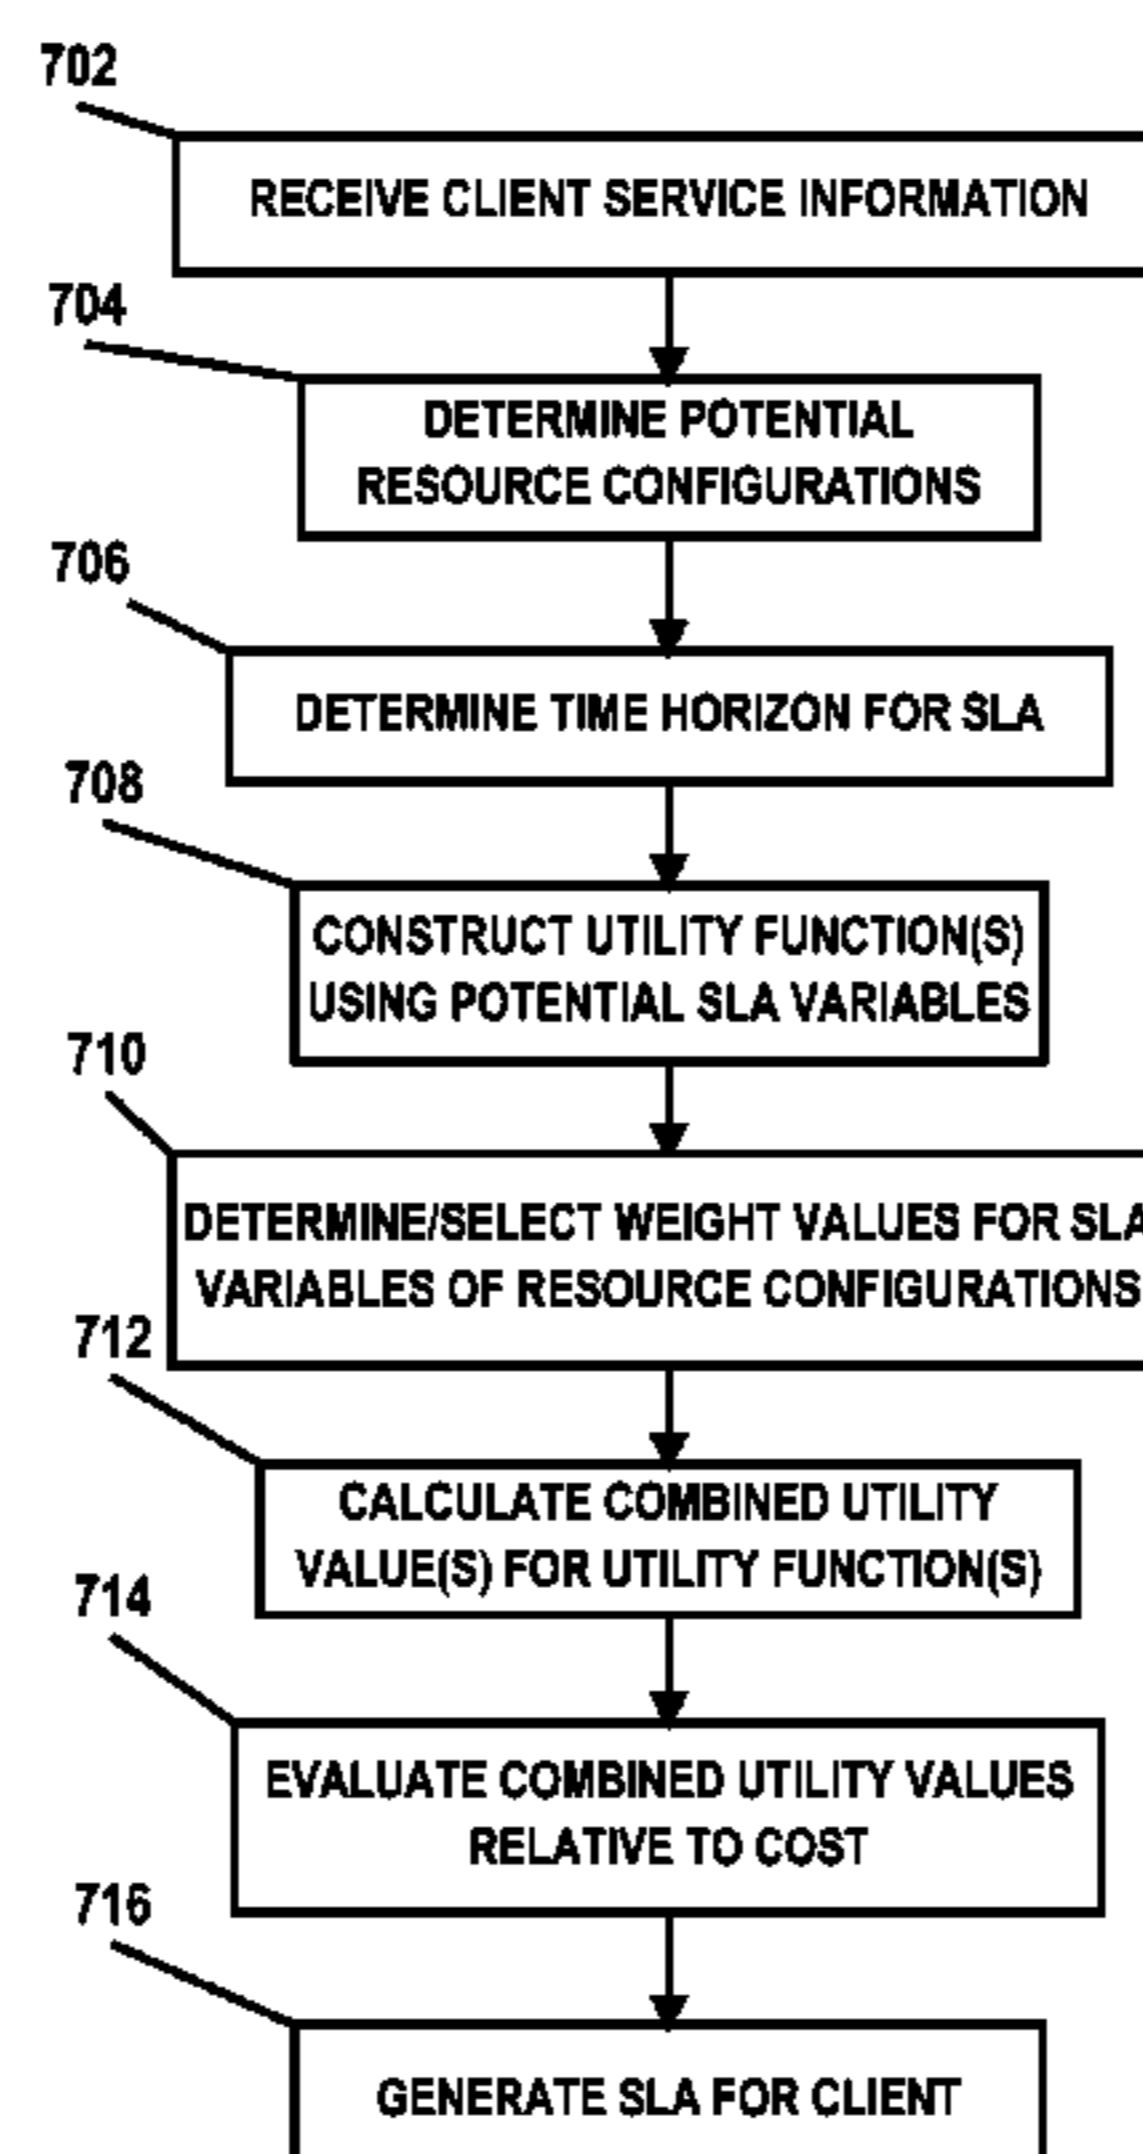 702
RECEIVE CLIENT SERVICE INFORMATION
704
DETERMINE POTENTIAL
RESOURCE CONFIGURATIONS
706
DETERMINE TIME HORIZON FOR SLA
708
CONSTRUCT UTILITY FUNCTION(S)
USING POTENTIAL SLA VARIABLES
710
DETERMINE/SELECT WEIGHT VALUES FOR SLA
VARIABLES OF RESOURCE CONFIGURATIONS
712
CALCULATE COMBINED UTILITY
VALUE(S) FOR UTILITY FUNCTION(S)
714
EVALUATE COMBINED UTILITY VALUES
RELATIVE TO COST
716
GENERATE SLA FOR CLIENT